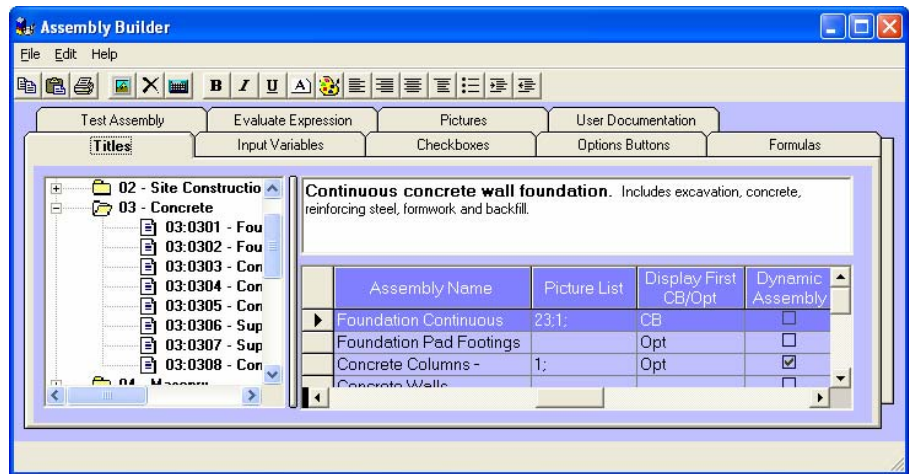 Assembly Builder
File Edit Help
B I U A)
Test Assembly Evaluate Expression Pictures User Documentation
Titles Input Variables Checkboxes Options Buttons Formulas
02 - Site Constructio
03 - Concrete
03:0301 - Fou
03:0302 - Fou
03:0303 - Con
03:0304 - Con
03:0305 - Con
03:0306 - Sup
03:0307 - Sup
03:0308 - Con
04 - Masonry
Continuous concrete wall foundation. Includes excavation, concrete,
reinforcing steel, formwork and backfill.
Assembly Name Picture List Display First CB/Opt Dynamic Assembly
Foundation Continuous 23;1; CB
Foundation Pad Footings Opt
Concrete Columns - 1; Opt
Concrete Walls